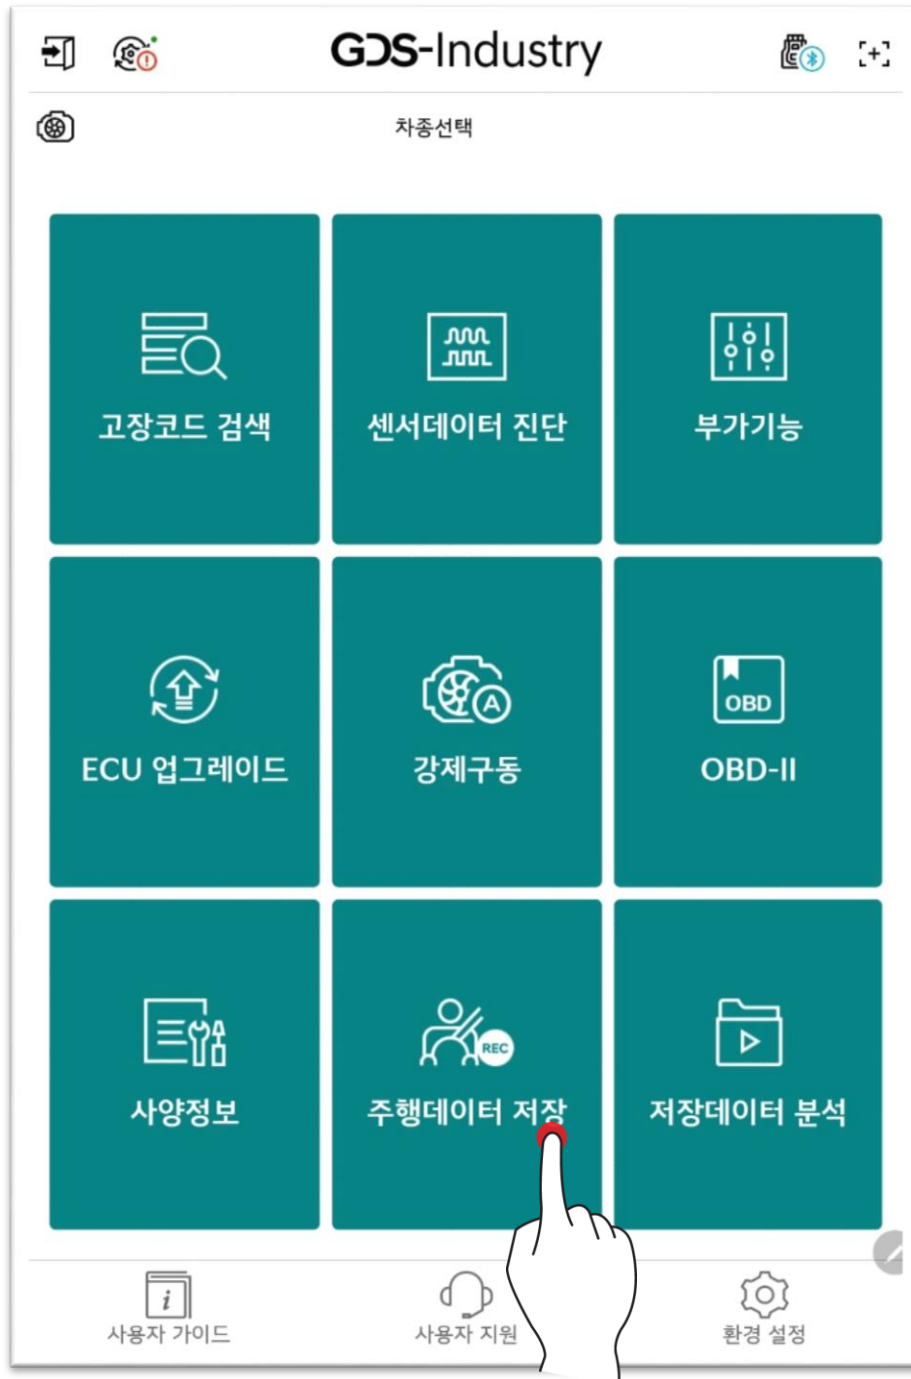 GDS-Industry
차종선택
고장코드 검색
센서데이터 진단
부가기능
ECU 업그레이드
강제구동
A
OBD
OBD-II
사양정보
REC
주행데이터 저장
저장데이터 분석
i
사용자 가이드
사용자 지원
환경 설정